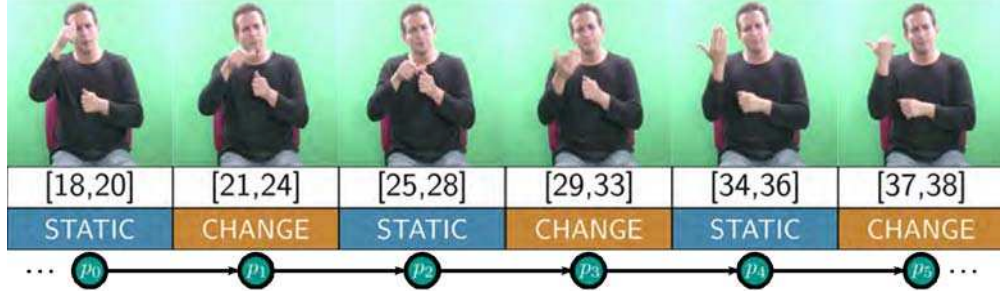 [18,20] [21,24] [25,28] [29,33] [34,36] [37,38]
STATIC CHANGE STATIC CHANGE STATIC CHANGE
... p0 p1 p2 p3 p4 p5 ...